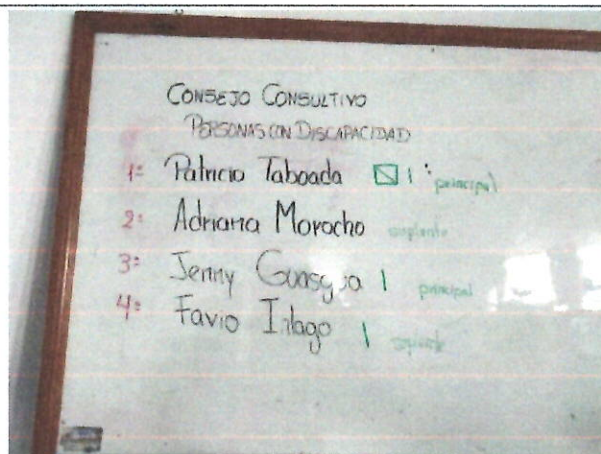 CONSEJO CONSULTIVO
PERSONAS CON DISCAPACIDAD
1= Patricio Taboada 1 principal
2= Adriana Morocho suplente
3= Jenny 1 principal
4= Favio 1 suplente